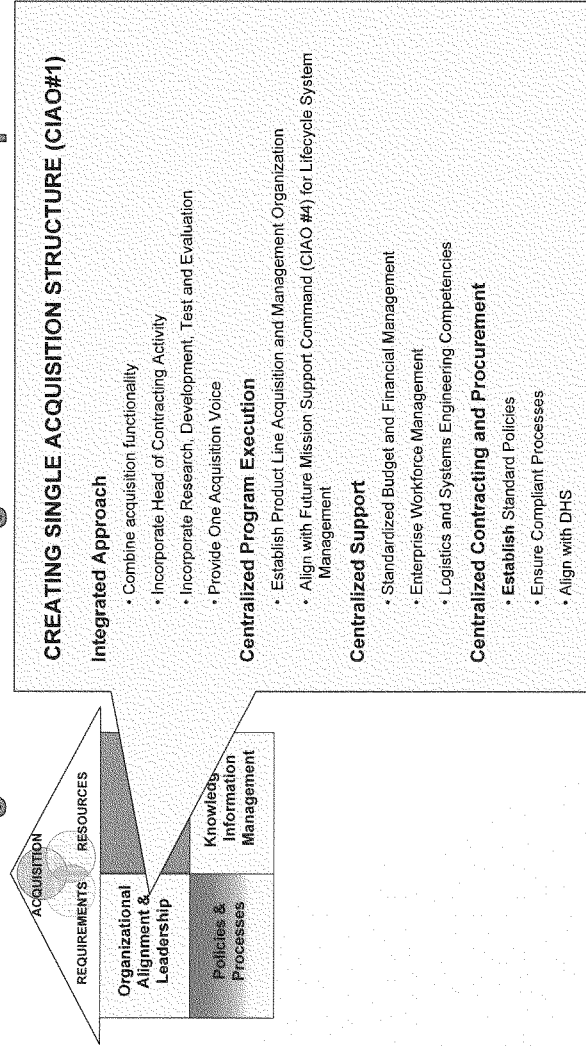 ACQUISITION
REQUIREMENTS
RESOURCES
Organizational
Alignment &
Leadership
Policies &
Processes
Information
Management
CREATING SINGLE ACQUISITION STRUCTURE (CIAO#1)
Integrated Approach
• Combine acquisition functionality
• Incorporate Head of Contracting Activity
• Incorporate Research, Development, Test and Evaluation
• Provide One Acquisition Voice
Centralized Program Execution
• Establish Product Line Acquisition and Management Organization
• Align with Future Mission Support Command (CIAO #4) for Lifecycle System
Management
Centralized Support
• Standardized Budget and Financial Management
• Enterprise Workforce Management
• Logistics and Systems Engineering Competencies
Centralized Contracting and Procurement
• Establish Standard Policies
• Ensure Compliant Processes
• Align with DHS